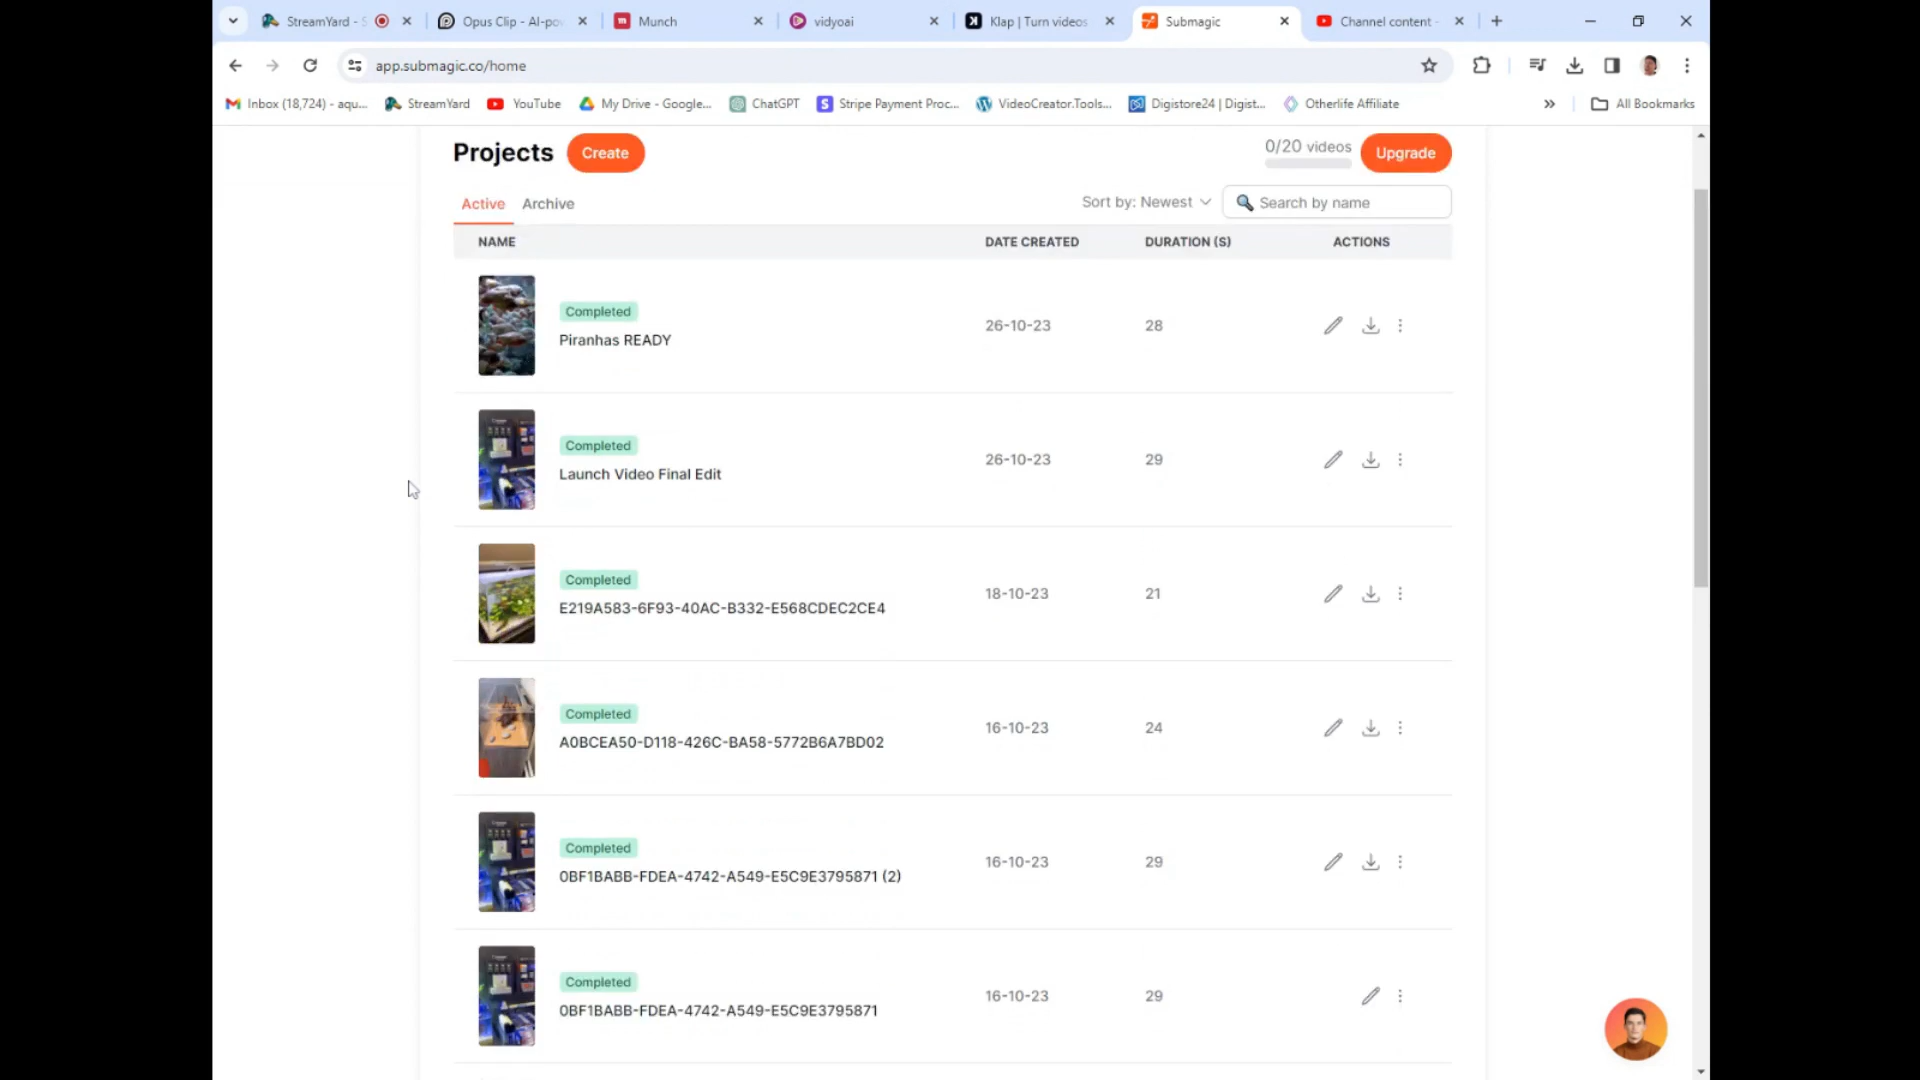 StreamYard - S
Opus Clip - AI-po
Munch
vidyoai
Klap | Turn videos
Submagic
Channel content -
app.submagic.co/home
Inbox (18,724) - aqu...
StreamYard
YouTube
My Drive - Google...
ChatGPT
Stripe Payment Proc...
VideoCreator.Tools...
Digistore24 | Digist...
Otherlife Affiliate
All Bookmarks
Projects
Create
0/20 videos
Upgrade
Active
Archive
Sort by: Newest
Search by name
NAME
DATE CREATED
DURATION (S)
ACTIONS
Completed
Piranhas READY
26-10-23
28
Completed
Launch Video Final Edit
26-10-23
29
Completed
E219A583-6F93-40AC-B332-E568CDEC2CE4
18-10-23
21
Completed
A0BCEA50-D118-426C-BA58-5772B6A7BD02
16-10-23
24
Completed
0BF1BABB-FDEA-4742-A549-E5C9E3795871 (2)
16-10-23
29
Completed
0BF1BABB-FDEA-4742-A549-E5C9E3795871
16-10-23
29